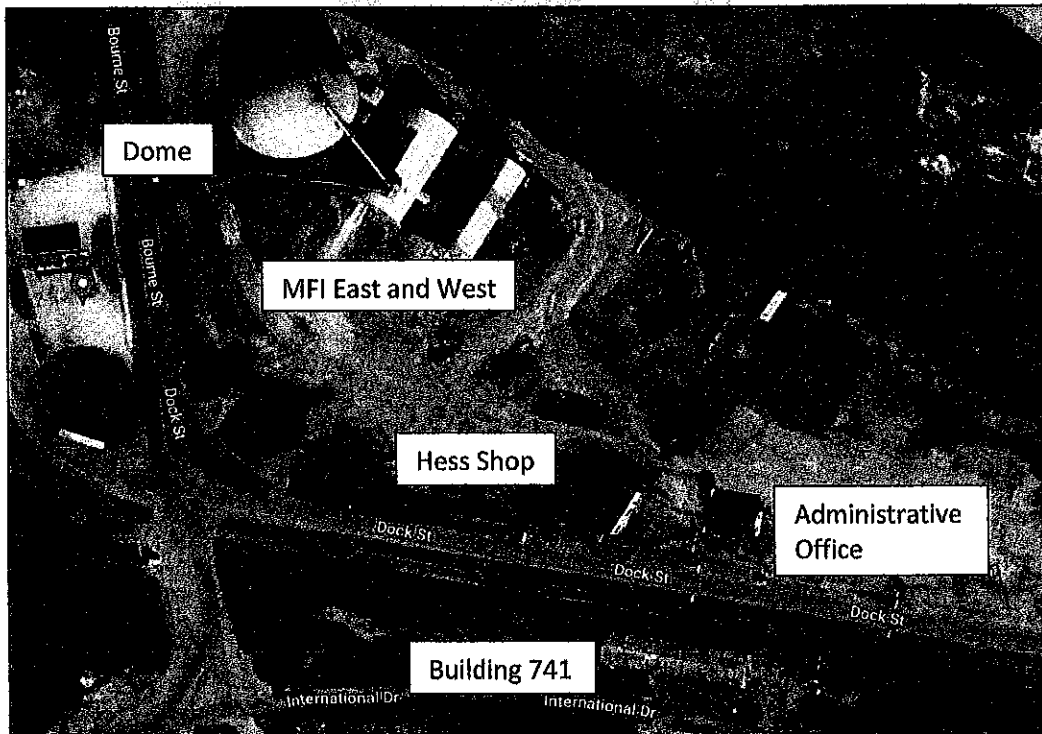 Bourne St
Dome
Bourne St
MFI East and West
Dock St
Hess Shop
Dock St
Administrative
Office
Dock St
Dock St
Building 741
International Dr
International Dr